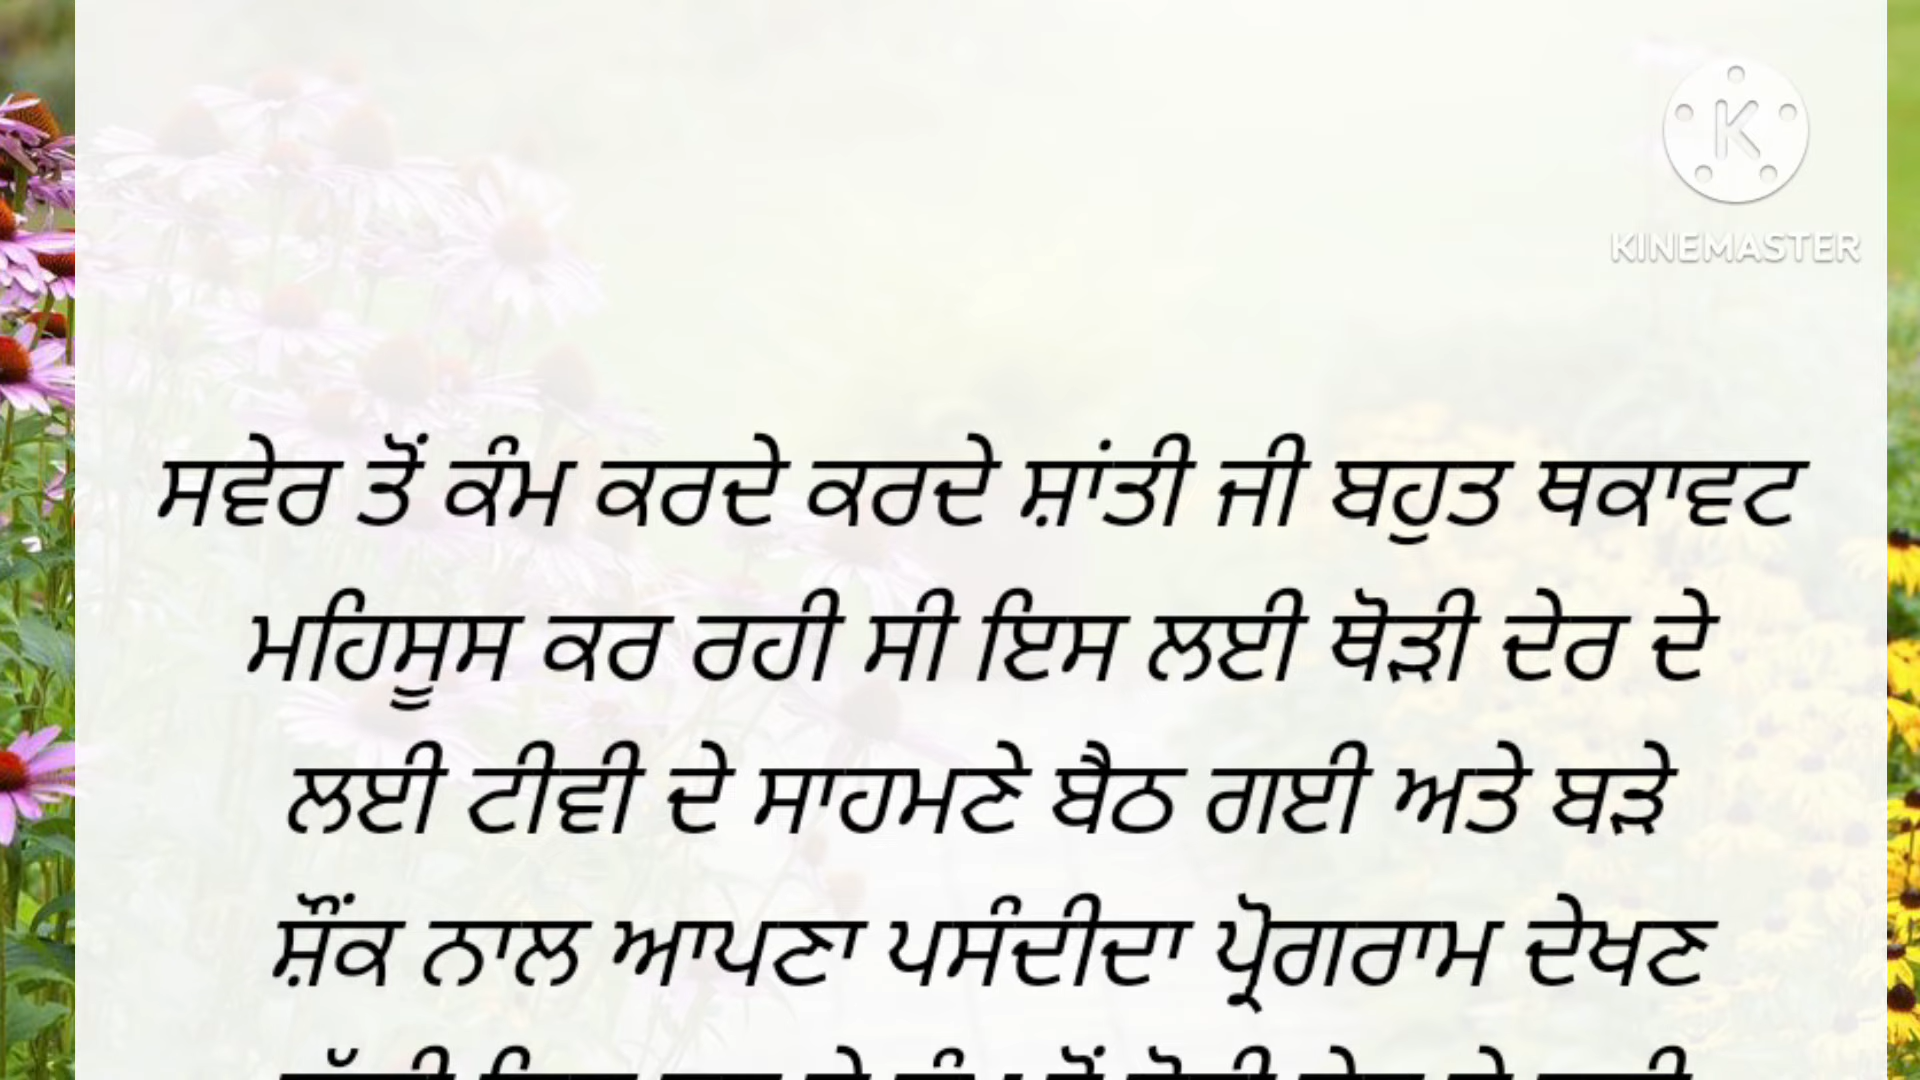 KINEMASTER
ਸਵੇਰ ਤੋਂ ਕੰਮ ਕਰਦੇ ਕਰਦੇ ਸ਼ਾਂਤੀ ਜੀ ਬਹੁਤ ਥਕਾਵਟ
ਮਹਿਸੂਸ ਕਰ ਰਹੀ ਸੀ ਇਸ ਲਈ ਥੋੜੀ ਦੇਰ ਦੇ
ਲਈ ਟੀਵੀ ਦੇ ਸਾਹਮਣੇ ਬੈਠ ਗਈ ਅਤੇ ਬੜੇ
ਸ਼ੌਂਕ ਨਾਲ ਆਪਣਾ ਪਸੰਦੀਦਾ ਪ੍ਰੋਗਰਾਮ ਦੇਖਣ